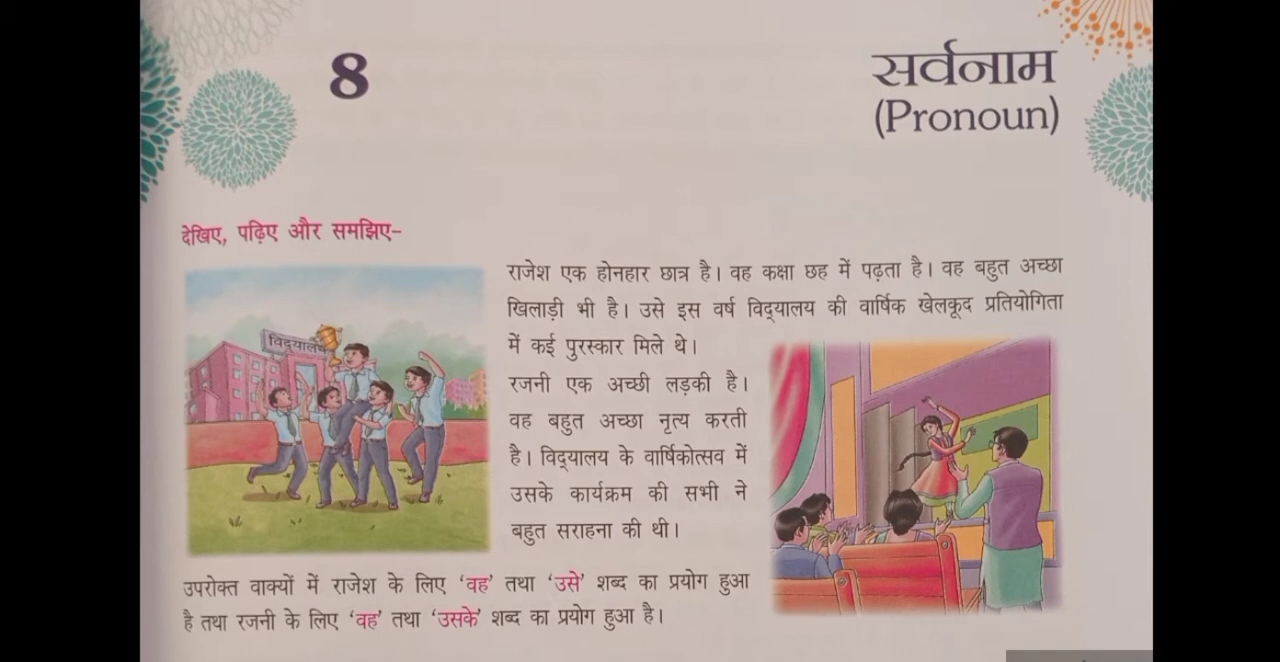 8
सर्वनाम
(Pronoun)
देखिए, पढ़िए और समझिए-
विद्यालय
राजेश एक होनहार छात्र है। वह कक्षा छह में पढ़ता है। वह बहुत अच्छा
खिलाड़ी भी है। उसे इस वर्ष विद्यालय की वार्षिक खेलकूद प्रतियोगिता
में कई पुरस्कार मिले थे।
रजनी एक अच्छी लड़की है।
वह बहुत अच्छा नृत्य करती
है। विद्यालय के वार्षिकोत्सव में
उसके कार्यक्रम की सभी ने
बहुत सराहना की थी।
उपरोक्त वाक्यों में राजेश के लिए 'वह' तथा 'उसे' शब्द का प्रयोग हुआ
है तथा रजनी के लिए 'वह' तथा 'उसके' शब्द का प्रयोग हुआ है।